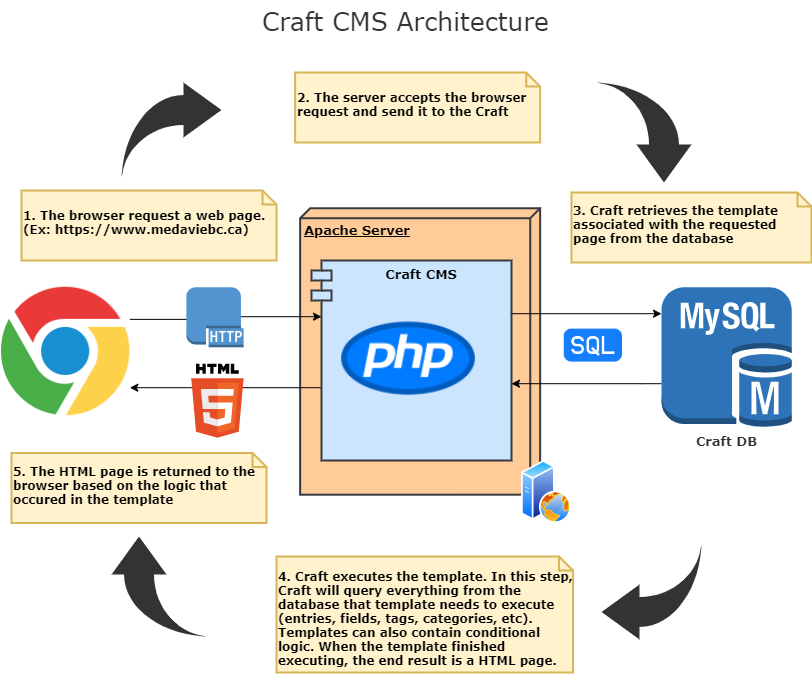 Craft CMS Architecture
2. The server accepts the browser
request and send it to the Craft
1. The browser request a web page.
(Ex: https://www.medaviebc.ca)
3. Craft retrieves the template
associated with the requested
page from the database
Apache Server
Craft CMS
HTTP
php
SQL
MySQL
M
HTML
5
Craft DB
5. The HTML page is returned to the
browser based on the logic that
occured in the template
4. Craft executes the template. In this step,
Craft will query everything from the
database that template needs to execute
(entries, fields, tags, categories, etc).
Templates can also contain conditional
logic. When the template finished
executing, the end result is a HTML page.